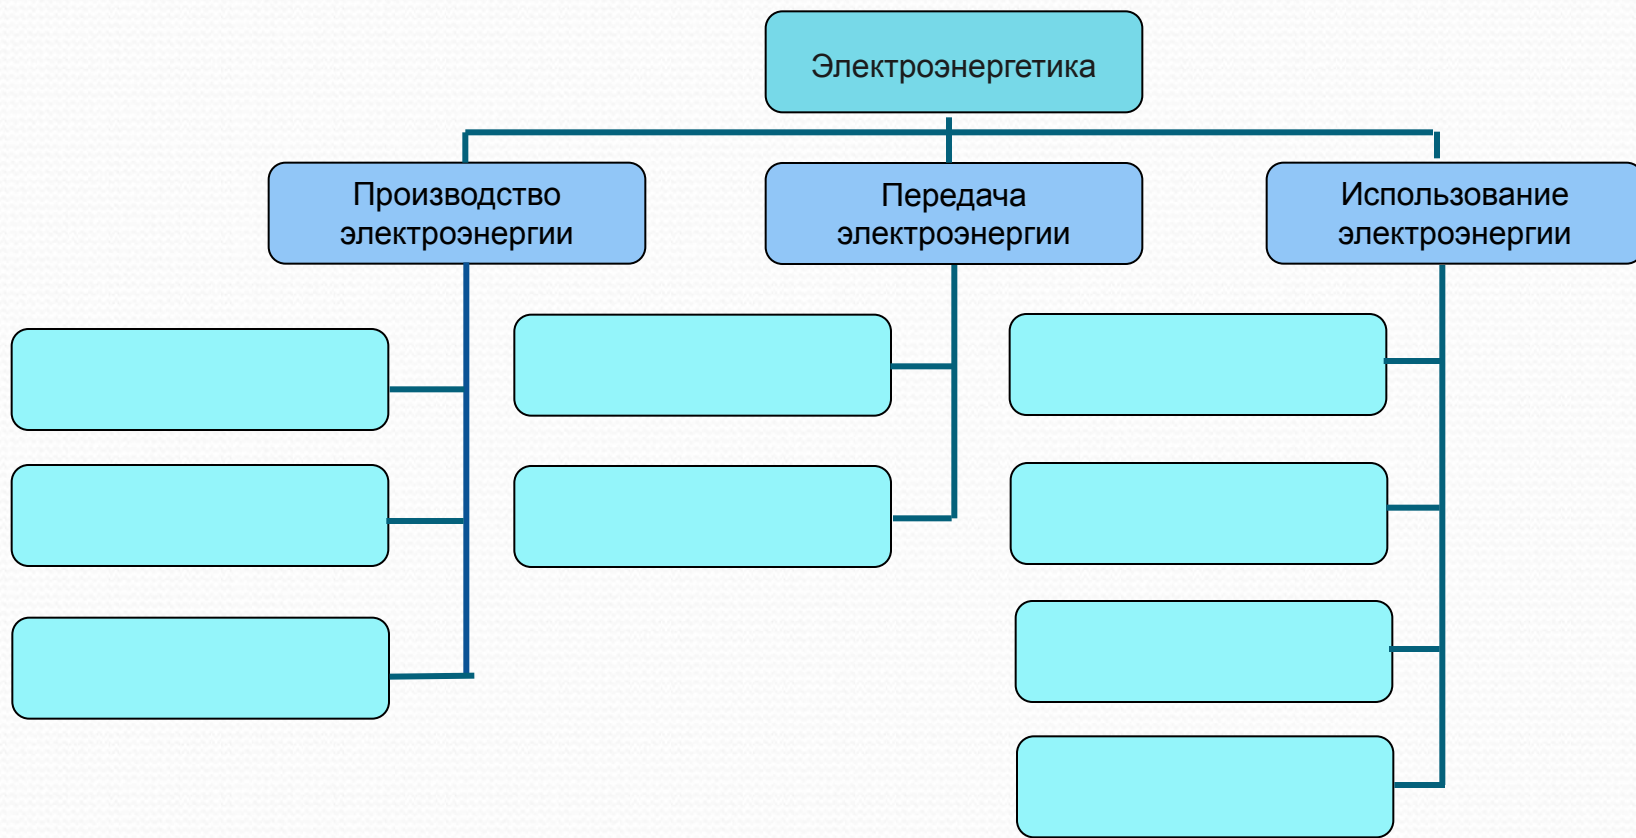 Электроэнергетика
Производство
электроэнергии
Передача
электроэнергии
Использование
электроэнергии